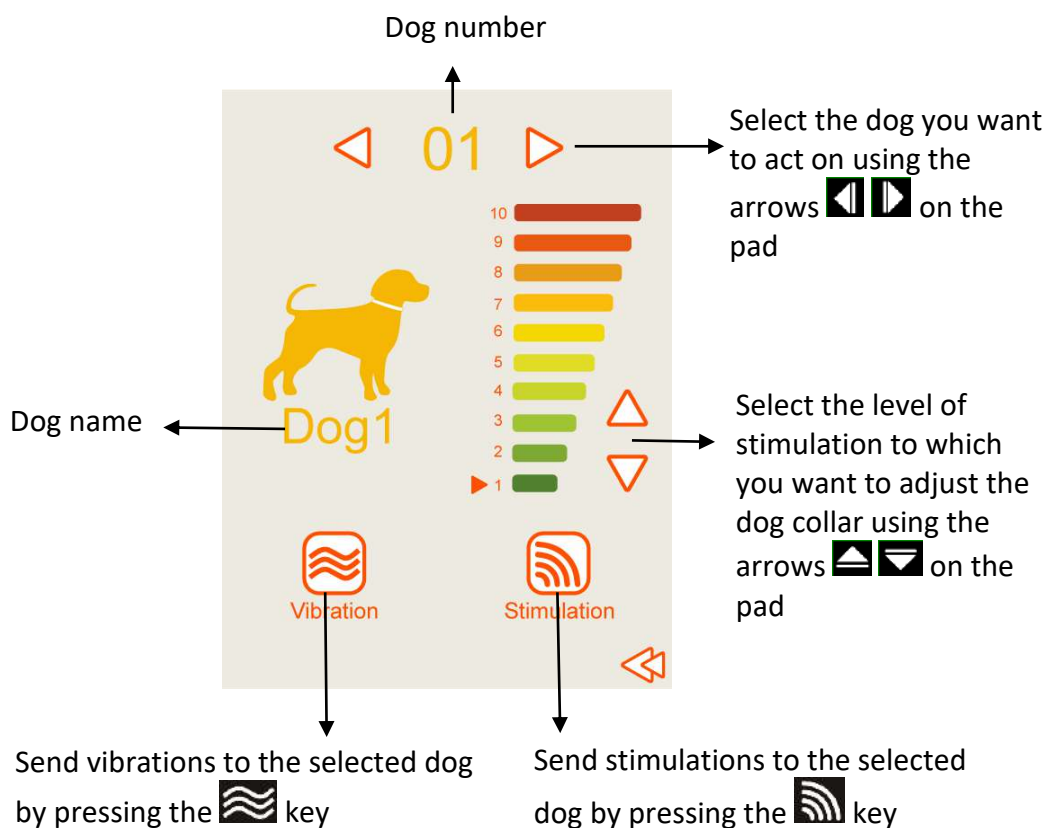 Dog number
01
Select the dog you want
to act on using the
arrows on the
pad
10
9
8
7
6
5
4
3
2
1
Dog name
Dog1
Select the level of
stimulation to which
you want to adjust the
dog collar using the
arrows on the
pad
Vibration
Stimulation
Send vibrations to the selected dog
by pressing the key
Send stimulations to the selected
dog by pressing the key